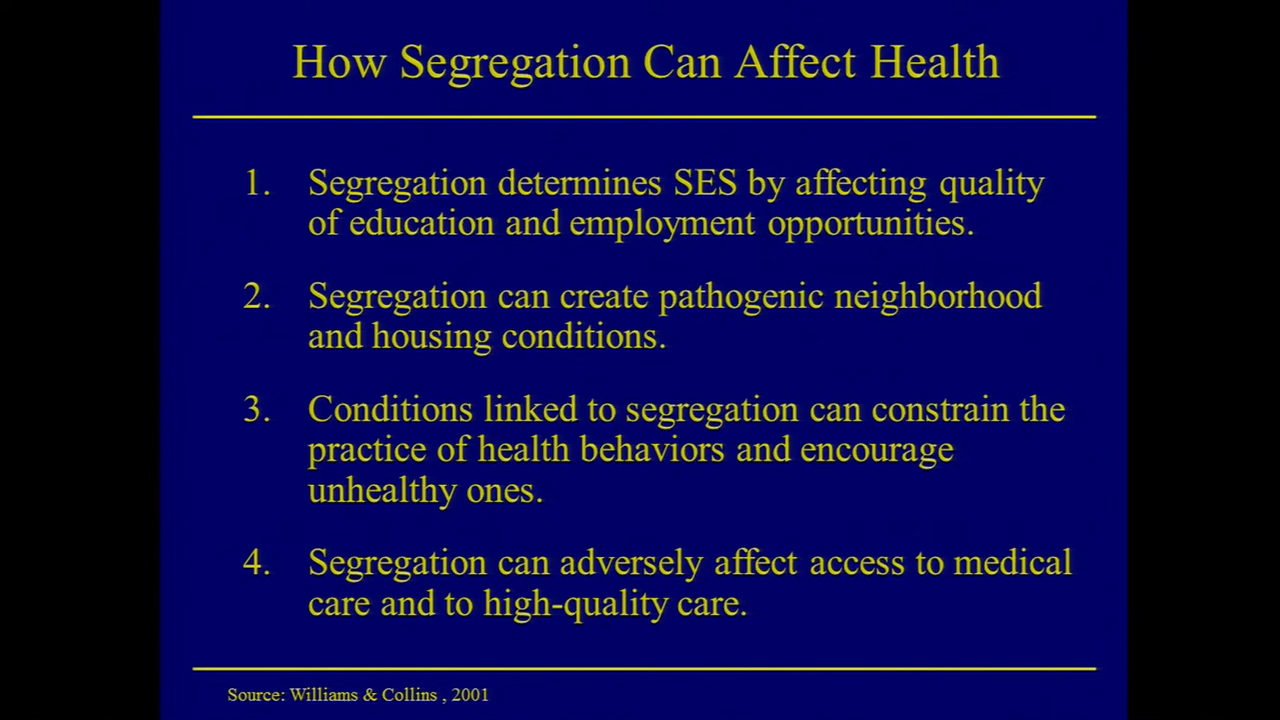 How Segregation Can Affect Health
1. Segregation determines SES by affecting quality
of education and employment opportunities.
2. Segregation can create pathogenic neighborhood
and housing conditions.
3. Conditions linked to segregation can constrain the
practice of health behaviors and encourage
unhealthy ones.
4. Segregation can adversely affect access to medical
care and to high-quality care.
Source: Williams & Collins , 2001